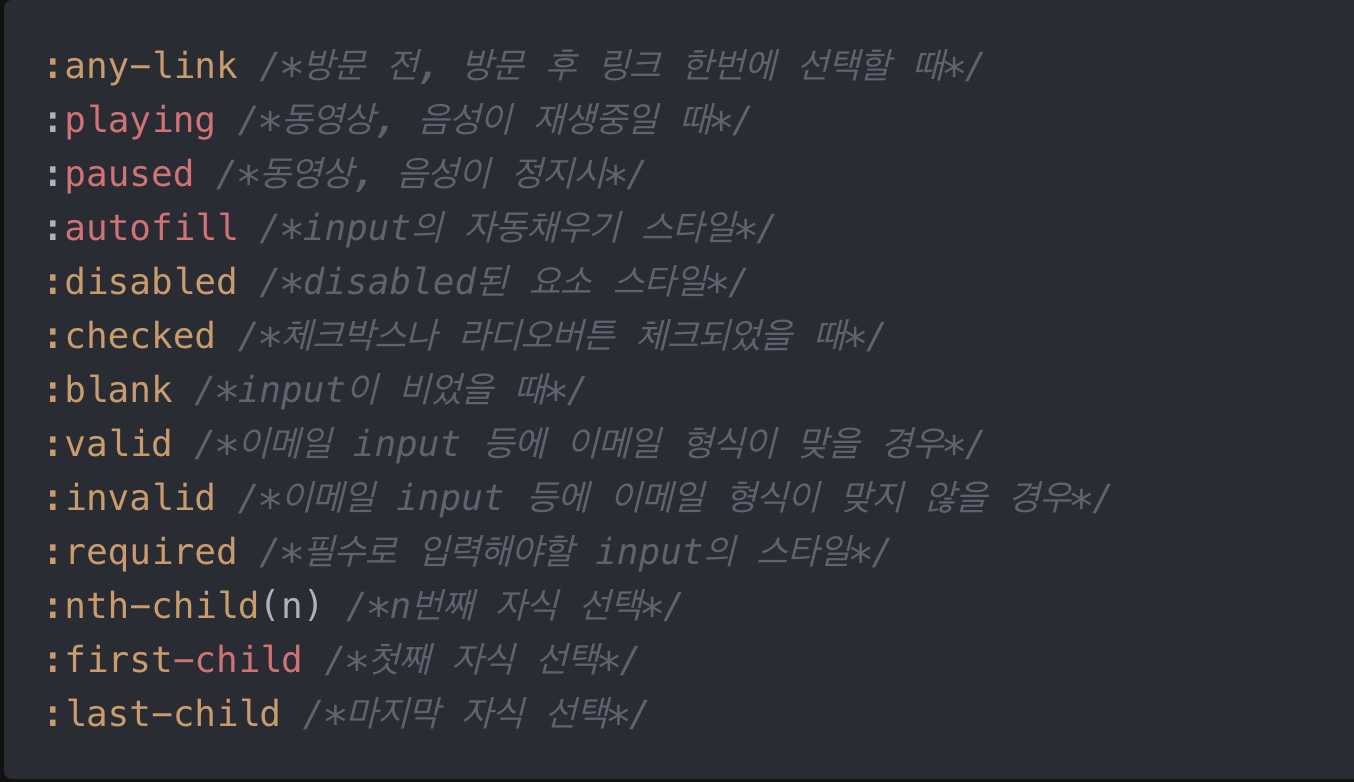 :any-link /*방문 전, 방문 후 링크 한번에 선택할 때*/
:playing /*동영상, 음성이 재생중일 때*/
:paused /*동영상, 음성이 정지시*/
:autofill /*input의 자동채우기 스타일*/
:disabled /*disabled된 요소 스타일*/
:checked /*체크박스나 라디오버튼 체크되었을 때*/
:blank /*input이 비었을 때*/
:valid /*이메일 input 등에 이메일 형식이 맞을 경우*/
:invalid /*이메일 input 등에 이메일 형식이 맞지 않을 경우*/
:required /*필수로 입력해야할 input의 스타일*/
:nth-child(n) /*n번째 자식 선택*/
:first-child /*첫째 자식 선택*/
:last-child /*마지막 자식 선택*/